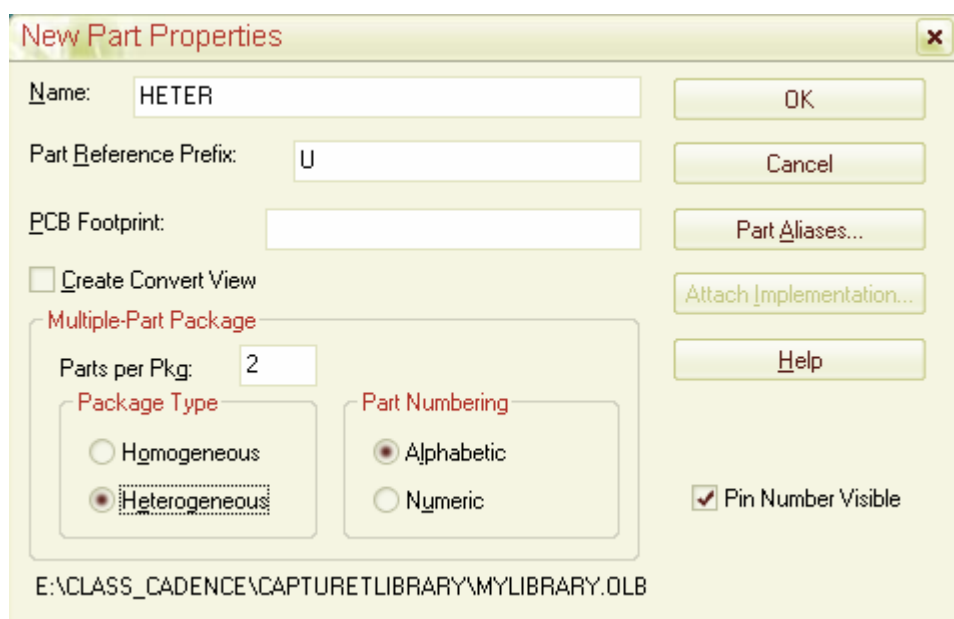 New Part Properties
Name: HETER OK
Part Reference Prefix: U Cancel
PCB Footprint: Part Aliases...
Create Convert View Attach Implementation...
Multiple-Part Package
Parts per Pkg: 2 Help
Package Type Part Numbering
Homogeneous Alphabetic
Heterogeneous Numeric Pin Number Visible
E:\CLASS_CADENCE\CAPTURETLIBRARY\MYLIBRARY.OLB